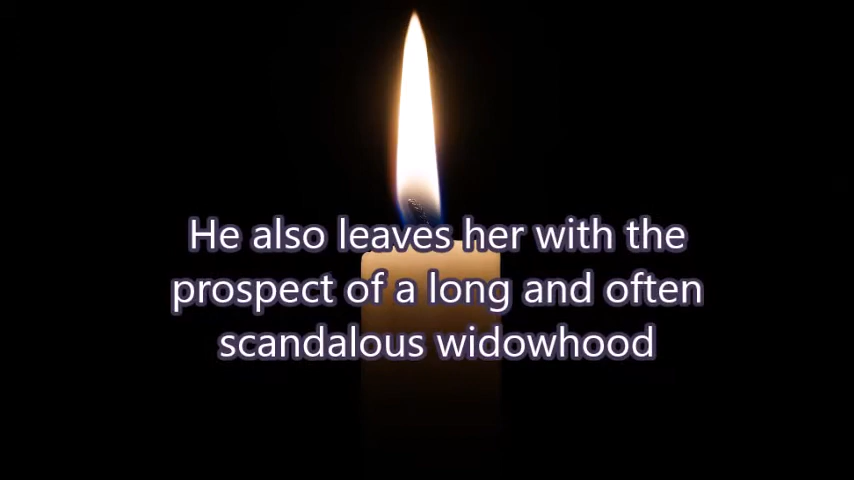 He also leaves her with the
prospect of a long and often
scandalous widowhood